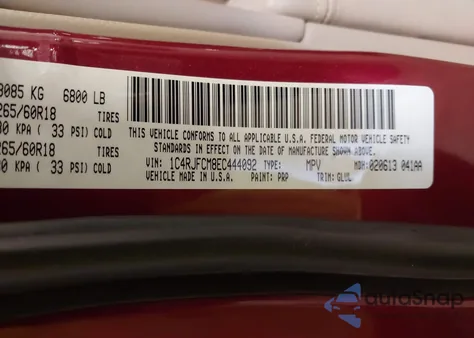 3085 KG 6800 LB
265/60R18 TIRES
30 KPA ( 33 PSI) COLD
265/60R18 TIRES
30 KPA ( 33 PSI) COLD
THIS VEHICLE CONFORMS TO ALL APPLICABLE U.S.A. FEDERAL MOTOR VEHICLE SAFETY
STANDARDS IN EFFECT ON THE DATE OF MANUFACTURE SHOWN ABOVE.
VIN: 1C4RJFCM8EC444092 TYPE: MPV MDH: 020613 041AA
VEHICLE MADE IN U.S.A. PAINT: PRP TRIM: GLUL
autoSnap